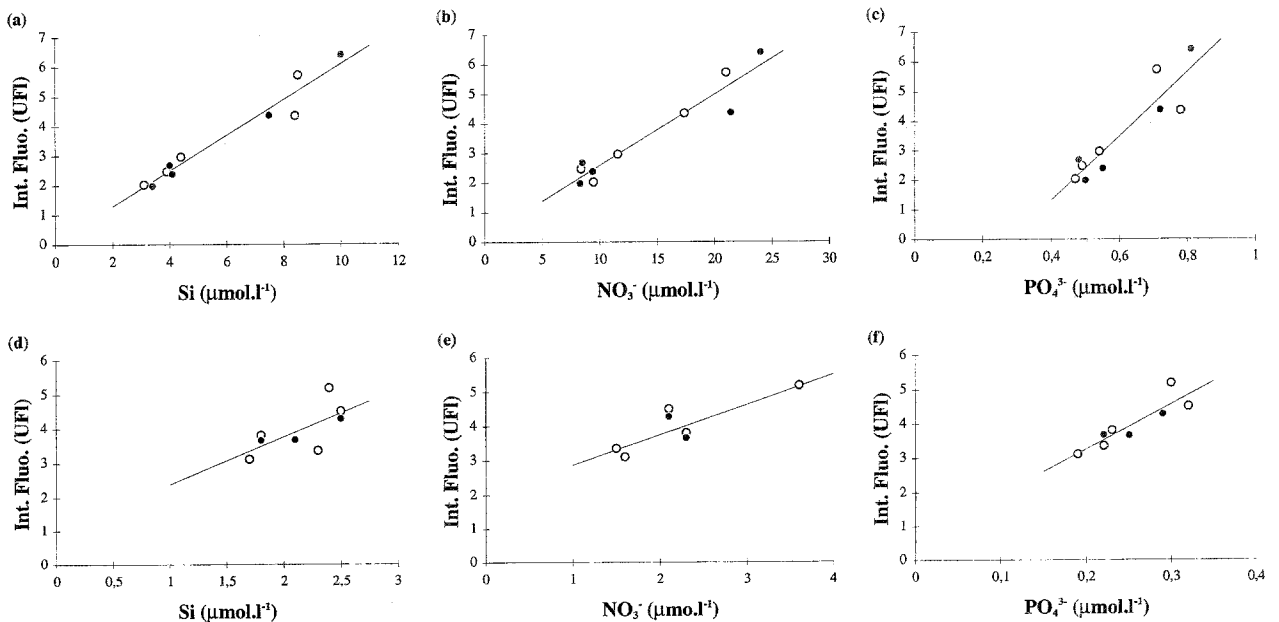 (a)
7
6
5
4
3
2
1
0
Int. Fluo. (UFl)
0 2 4 6 8 10 12
Si (µmol.l⁻¹)
(b)
7
6
5
4
3
2
1
0
Int. Fluo. (UFl)
0 5 10 15 20 25 30
NO₃⁻ (µmol.l⁻¹)
(c)
7
6
5
4
3
2
1
0
Int. Fluo. (UFl)
0 0,2 0,4 0,6 0,8 1
PO₄³⁻ (µmol.l⁻¹)
(d)
6
5
4
3
2
1
0
Int. Fluo. (UFl)
0 0,5 1 1,5 2 2,5 3
Si (µmol.l⁻¹)
(e)
6
5
4
3
2
1
0
Int. Fluo. (UFl)
0 1 2 3 4
NO₃⁻ (µmol.l⁻¹)
(f)
6
5
4
3
2
1
0
Int. Fluo. (UFl)
0 0,1 0,2 0,3 0,4
PO₄³⁻ (µmol.l⁻¹)